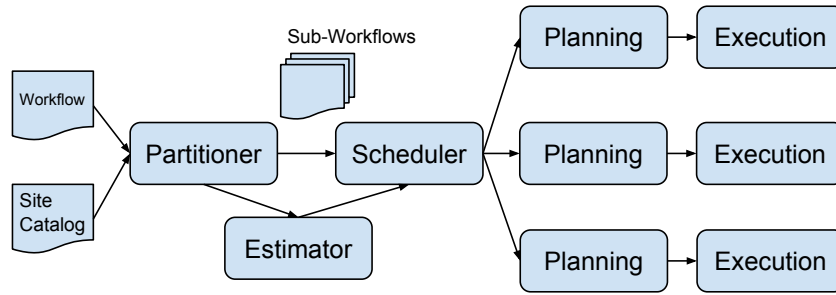 Sub-Workflows
Workflow
Site
Catalog
Partitioner
Estimator
Scheduler
Planning
Execution
Planning
Execution
Planning
Execution